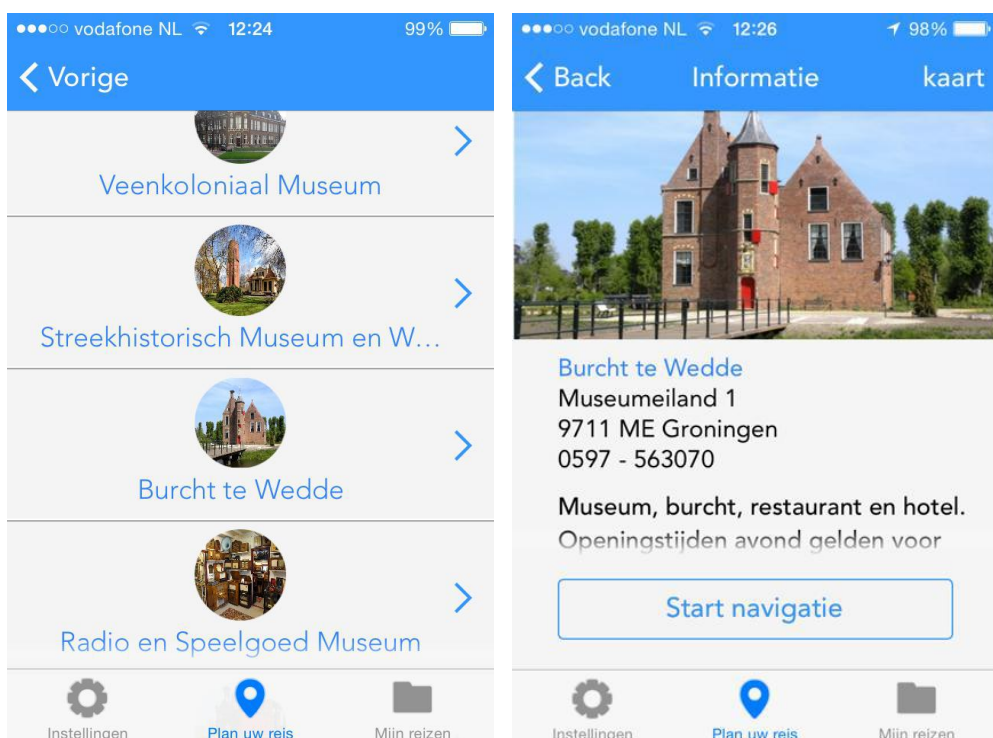 vodafone NL 12:24 99%
Vorige
Veenkoloniaal Museum
Streekhistorisch Museum en W...
Burcht te Wedde
Radio en Speelgoed Museum
Instellingen Plan uw reis Mijn reizen
vodafone NL 12:26 98%
Back Informatie kaart
Burcht te Wedde
Museumeiland 1
9711 ME Groningen
0597 - 563070
Museum, burcht, restaurant en hotel.
Openingstijden avond gelden voor
Start navigatie
Instellingen Plan uw reis Mijn reizen